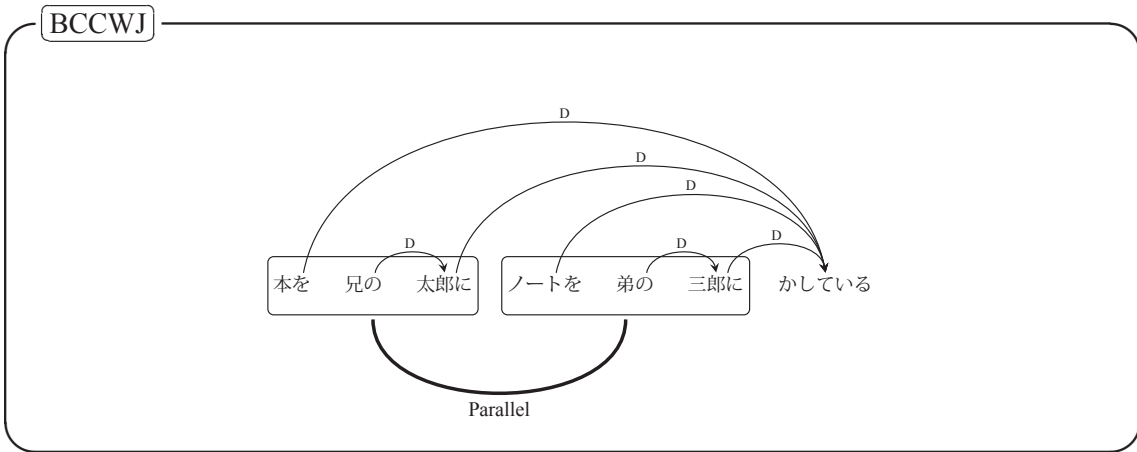 BCCWJ
D
D
D
D D D
本を 兄の 太郎に ノートを 弟の 三郎に かしている
Parallel